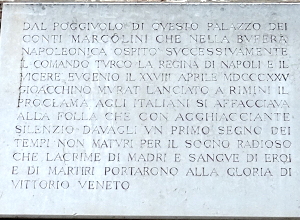 DAL POGGIVOLO DI QVESTO PALAZZO DEI
CONTI MARCOLINI CHE NELLA BVFERA
NAPOLEONICA OSPITO SVCCESSIVAMENTE
IL COMANDO TVRCO LA REGINA DI NAPOLI E IL
VICERE EVGENIO IL XXVIII APRILE MDCCCXXV
GIOACCHINO MVRAT LANCIATO A RIMINI IL
PROCLAMA AGLI ITALIANI SI AFFACCIAVA
ALLA FOLLA CHE CON AGGHIACCIANTE
SILENZIO DAVAGLI VN PRIMO SEGNO DEI
TEMPI NON MATVRI PER IL SOGNO RADIOSO
CHE LACRIME DI MADRI E SANGVE DI EROI
E DI MARTIRI PORTARONO ALLA GLORIA DI
VITTORIO VENETO